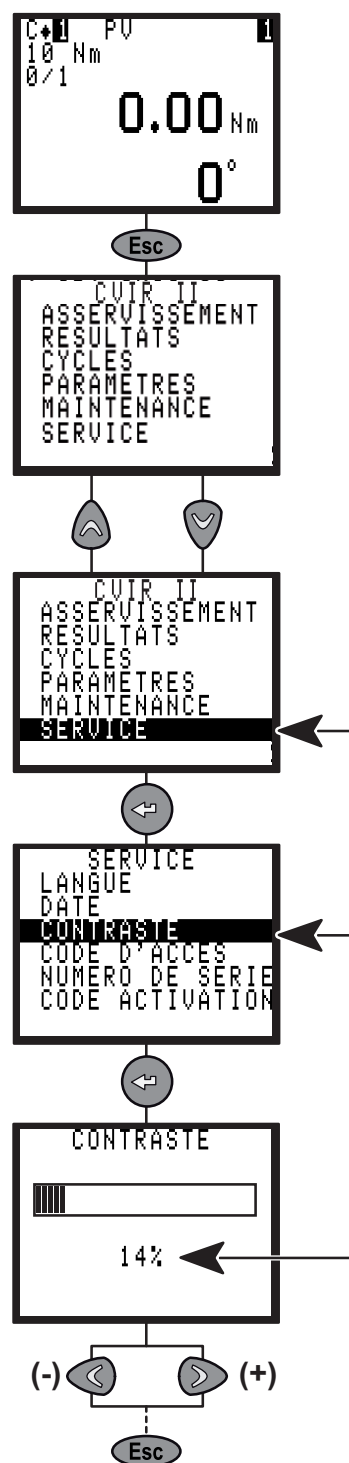 C♦1 PV 1
10 Nm
0/1
0.00 Nm
0°
Esc
CVIR II
ASSERVISSEMENT
RESULTATS
CYCLES
PARAMETRES
MAINTENANCE
SERVICE
CVIR II
ASSERVISSEMENT
RESULTATS
CYCLES
PARAMETRES
MAINTENANCE
SERVICE
SERVICE
LANGUE
DATE
CONTRASTE
CODE D'ACCES
NUMERO DE SERIE
CODE ACTIVATION
CONTRASTE
14%
(-) (+)
Esc